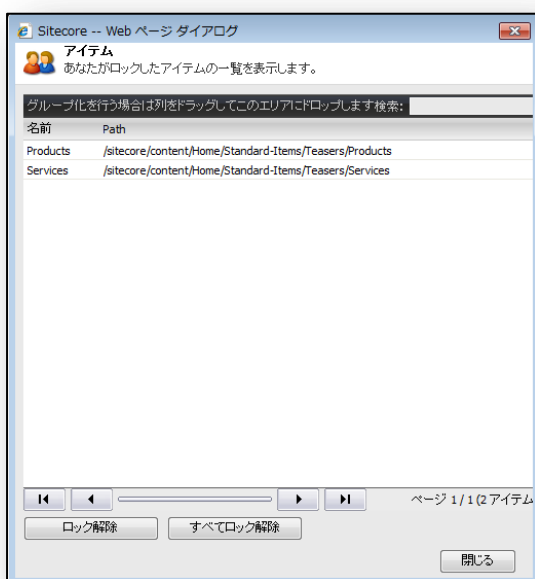 Sitecore -- Web ページ ダイアログ
アイテム
あなたがロックしたアイテムの一覧を表示します。
グループ化を行う場合は列をドラッグしてこのエリアにドロップします検索:
名前 Path
Products /sitecore/content/Home/Standard-Items/Teasers/Products
Services /sitecore/content/Home/Standard-Items/Teasers/Services
ページ 1/1(2アイテム
ロック解除 すべてロック解除
閉じる